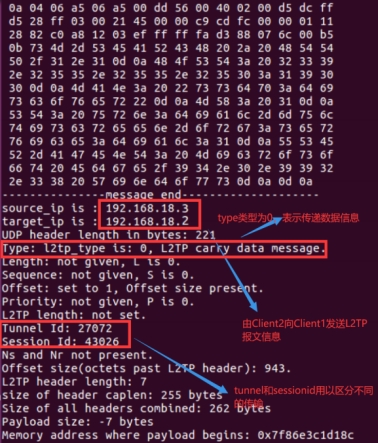 0a 04 06 a5 06 a5 00 dd 56 00 40 02 00 d5 dc ff
d5 28 ff 03 00 21 45 00 00 c9 cd fc 00 00 01 11
28 82 c0 a8 12 03 ef ff ff fa d3 88 07 6c 00 b5
0b 73 4d 2d 53 45 41 52 43 48 20 2a 20 48 54 54
50 2f 31 2e 31 0d 0a 48 4f 53 54 3a 20 32 33 39
2e 32 35 35 2e 32 35 35 2e 32 35 30 3a 31 39 30
30 0d 0a 4d 41 4e 3a 20 22 73 73 64 70 3a 64 69
73 63 6f 76 65 72 22 0d 0a 4d 58 3a 20 31 0d 0a
53 54 3a 20 75 72 6e 3a 64 69 61 6c 2d 6d 75 6c
74 69 73 63 72 65 65 6e 2d 6f 72 67 3a 73 65 72
76 69 63 65 3a 64 69 61 6c 3a 31 0d 0a 55 53 45
52 2d 41 47 45 4e 54 3a 20 4d 69 63 72 6f 73 6f
66 74 20 45 64 67 65 2f 39 34 2e 30 2e 39 39 32
2e 33 38 20 57 69 6e 64 6f 77 73 0d 0a 0d 0a
----------------Message end----------------
source_ip is : 192.168.18.3
target_ip is : 192.168.18.2
type类型为0，表示传递数据信息
UDP header length in bytes: 221
Type: l2tp_type is: 0, L2TP carry data message.
Length: not given, L is 0.
Sequence: not given, S is 0.
Offset: set to 1, Offset size present.
Priority: not given, P is 0.
L2TP length: not set.
由Client2向Client1发送L2TP
报文信息
Tunnel Id: 27072
Session Id: 43026
Ns and Nr not present.
Offset size(octets past L2TP header): 943.
L2TP header length: 7
tunnel和sessionid用以区分不同
的传输
size of header caplen: 255 bytes
Size of all headers combined: 262 bytes
Payload size: -7 bytes
Memory address where payload begins: 0x7f86e3c1d18c